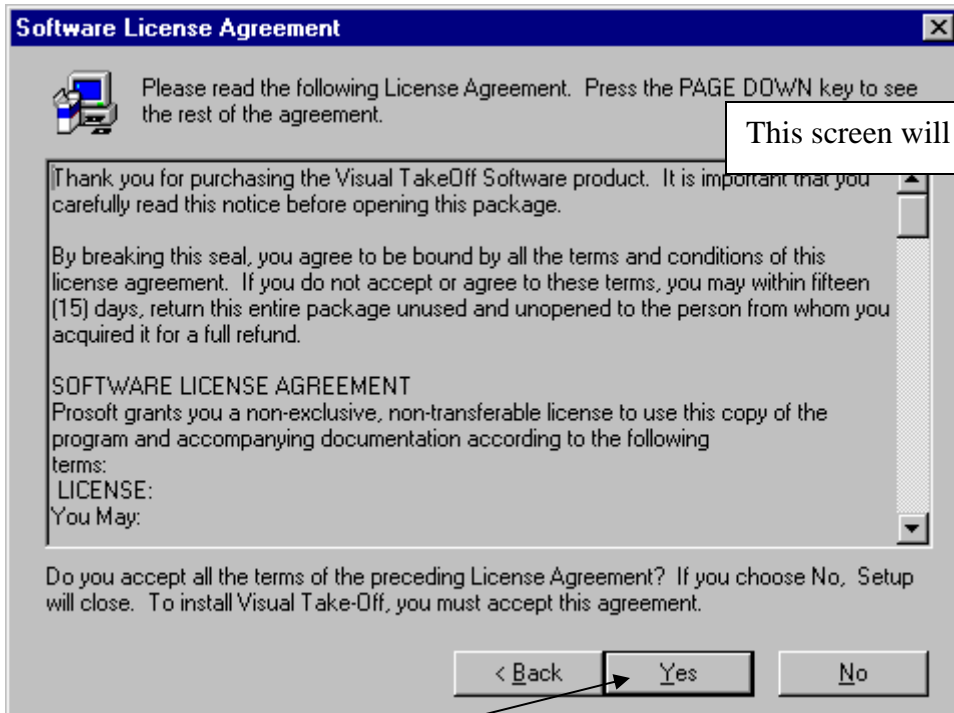 Software License Agreement
Please read the following License Agreement. Press the PAGE DOWN key to see
the rest of the agreement.
This screen will
Thank you for purchasing the Visual TakeOff Software product. It is important that you
carefully read this notice before opening this package.
By breaking this seal, you agree to be bound by all the terms and conditions of this
license agreement. If you do not accept or agree to these terms, you may within fifteen
(15) days, return this entire package unused and unopened to the person from whom you
acquired it for a full refund.
SOFTWARE LICENSE AGREEMENT
Prosoft grants you a non-exclusive, non-transferable license to use this copy of the
program and accompanying documentation according to the following
terms:
LICENSE:
You May:
Do you accept all the terms of the preceding License Agreement? If you choose No, Setup
will close. To install Visual Take-Off, you must accept this agreement.
< Back Yes No